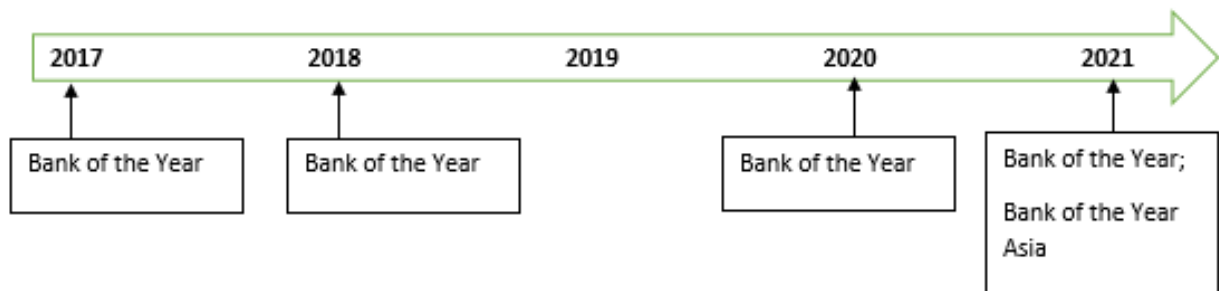 2017 2018 2019 2020 2021
Bank of the Year
Bank of the Year
Bank of the Year
Bank of the Year;
Bank of the Year
Asia